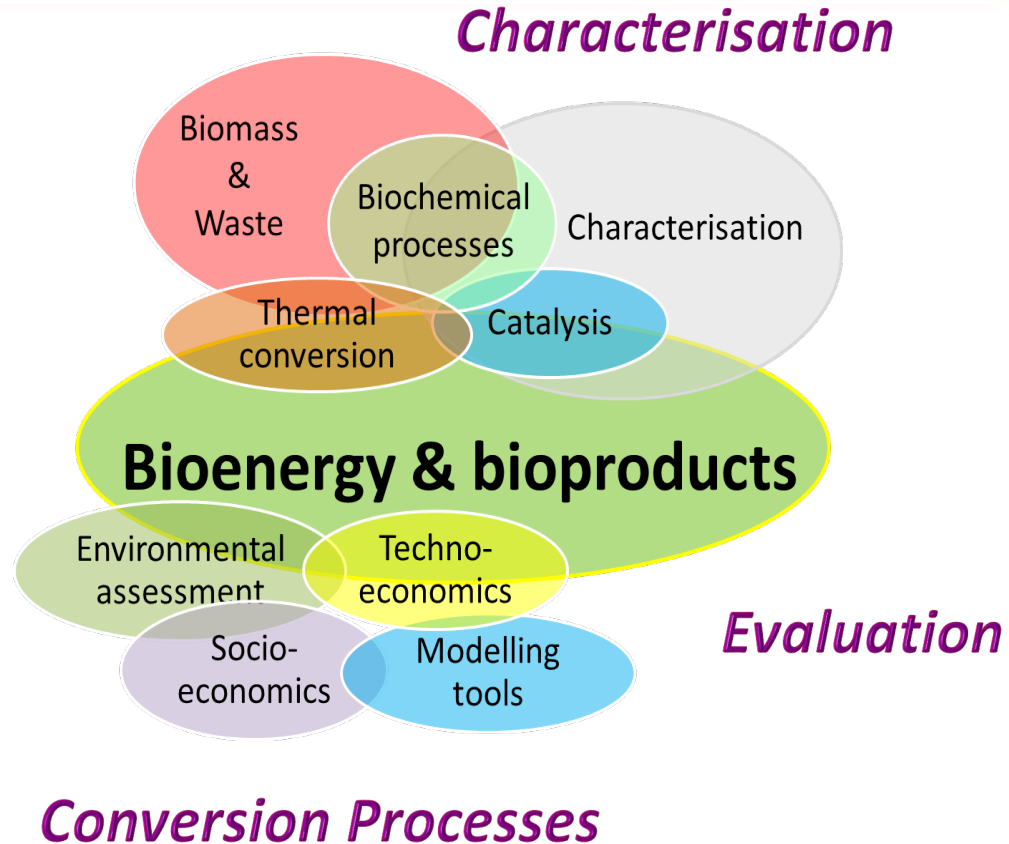 Characterisation
Biomass
&
Waste
Biochemical
processes
Characterisation
Thermal
conversion
Catalysis
Bioenergy & bioproducts
Environmental
assessment
Techno-
economics
Socio-
economics
Modelling
tools
Evaluation
Conversion Processes